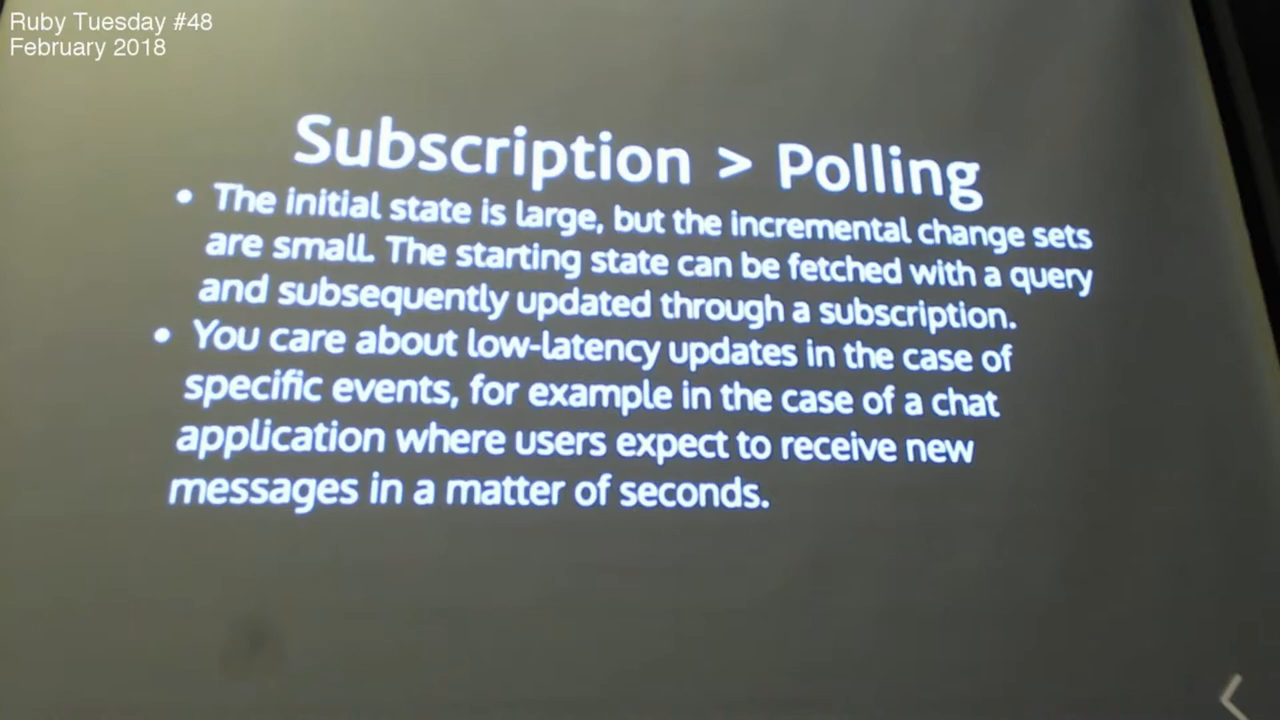 Ruby Tuesday #48
February 2018
Subscription > Polling
• The initial state is large, but the incremental change sets
are small. The starting state can be fetched with a query
and subsequently updated through a subscription.
• You care about low-latency updates in the case of
specific events, for example in the case of a chat
application where users expect to receive new
messages in a matter of seconds.